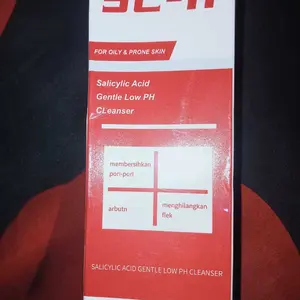 FOR OILY & PRONE SKIN
Salicylic Acid
Gentle Low PH
CLeanser
membersihkan
pori-pori
arbutn
menghilangkan
flek
SALICYLIC ACID GENTLE LOW PH CLEANSER